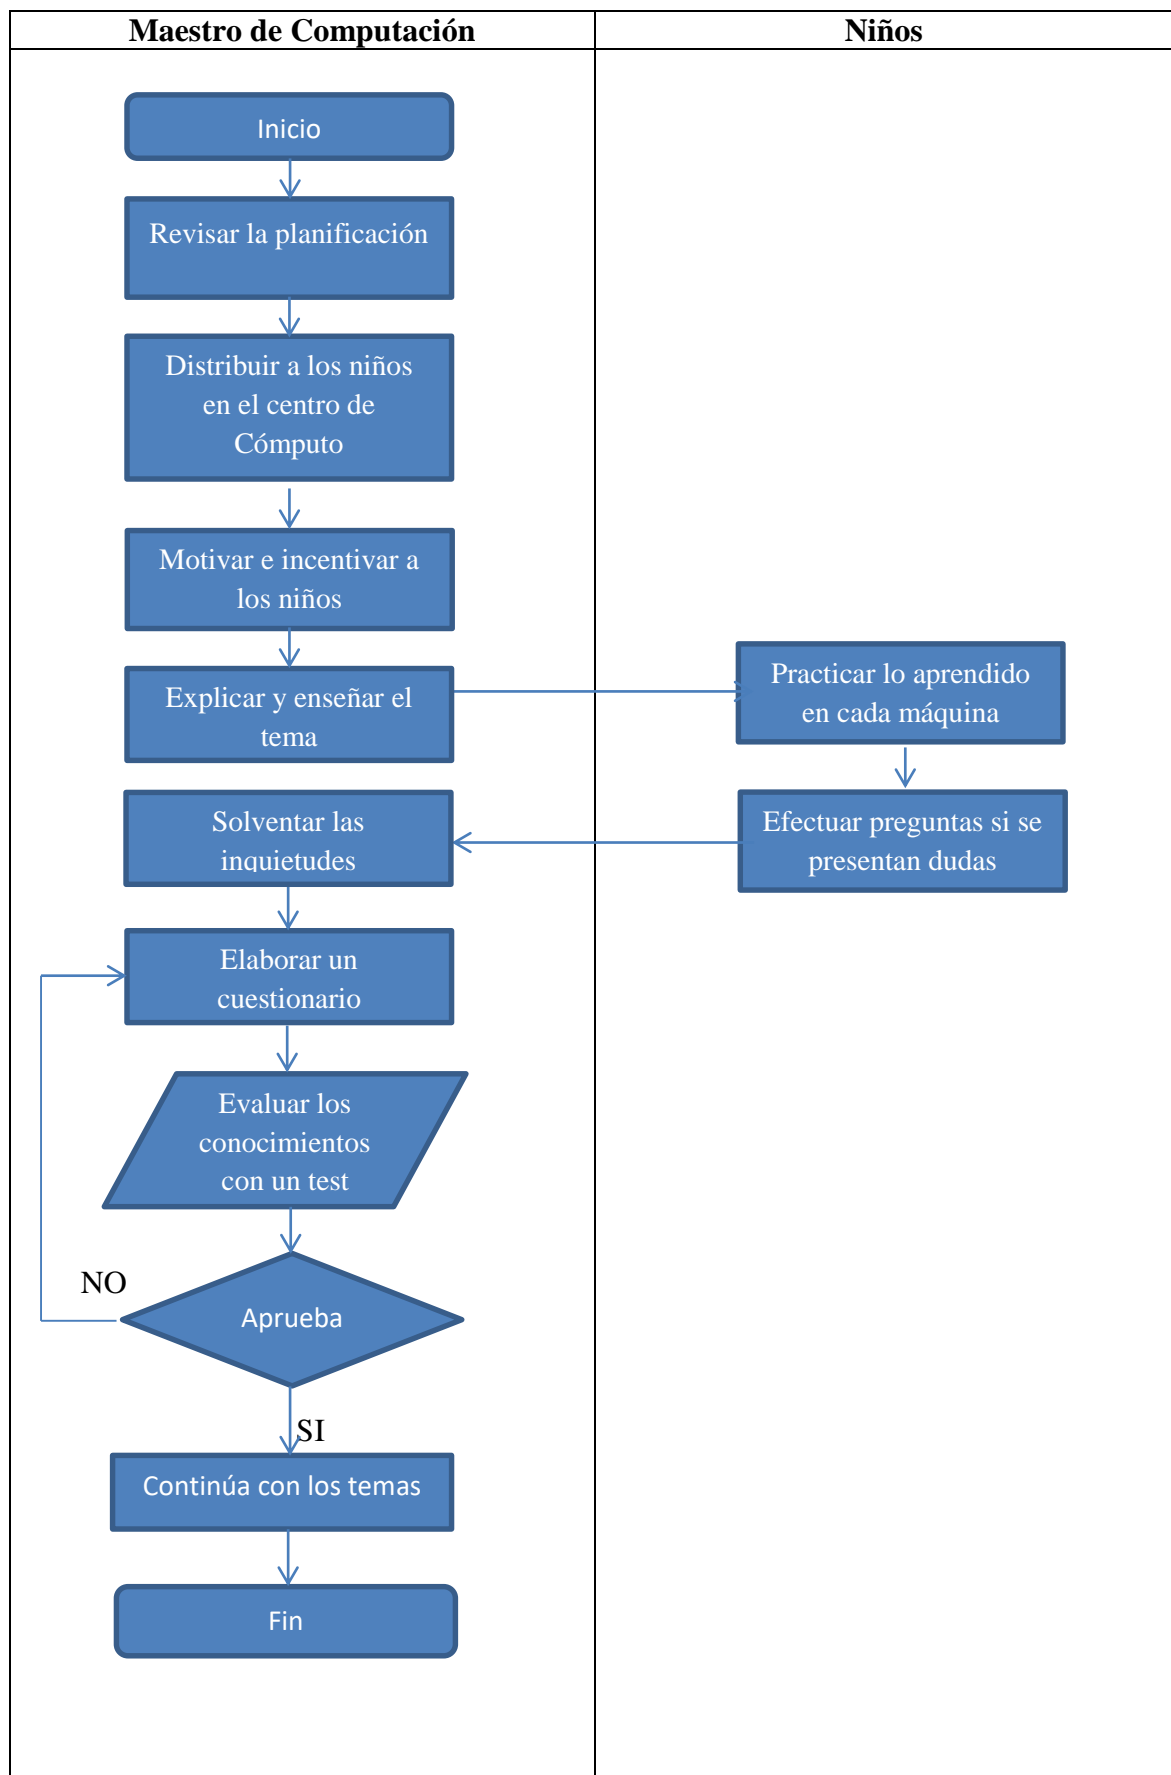 Maestro de Computación
Niños
Inicio
Revisar la planificación
Distribuir a los niños
en el centro de
Cómputo
Motivar e incentivar a
los niños
Explicar y enseñar el
tema
Practicar lo aprendido
en cada máquina
Efectuar preguntas si se
presentan dudas
Solventar las
inquietudes
Elaborar un
cuestionario
Evaluar los
conocimientos
con un test
NO
Aprueba
SI
Continúa con los temas
Fin